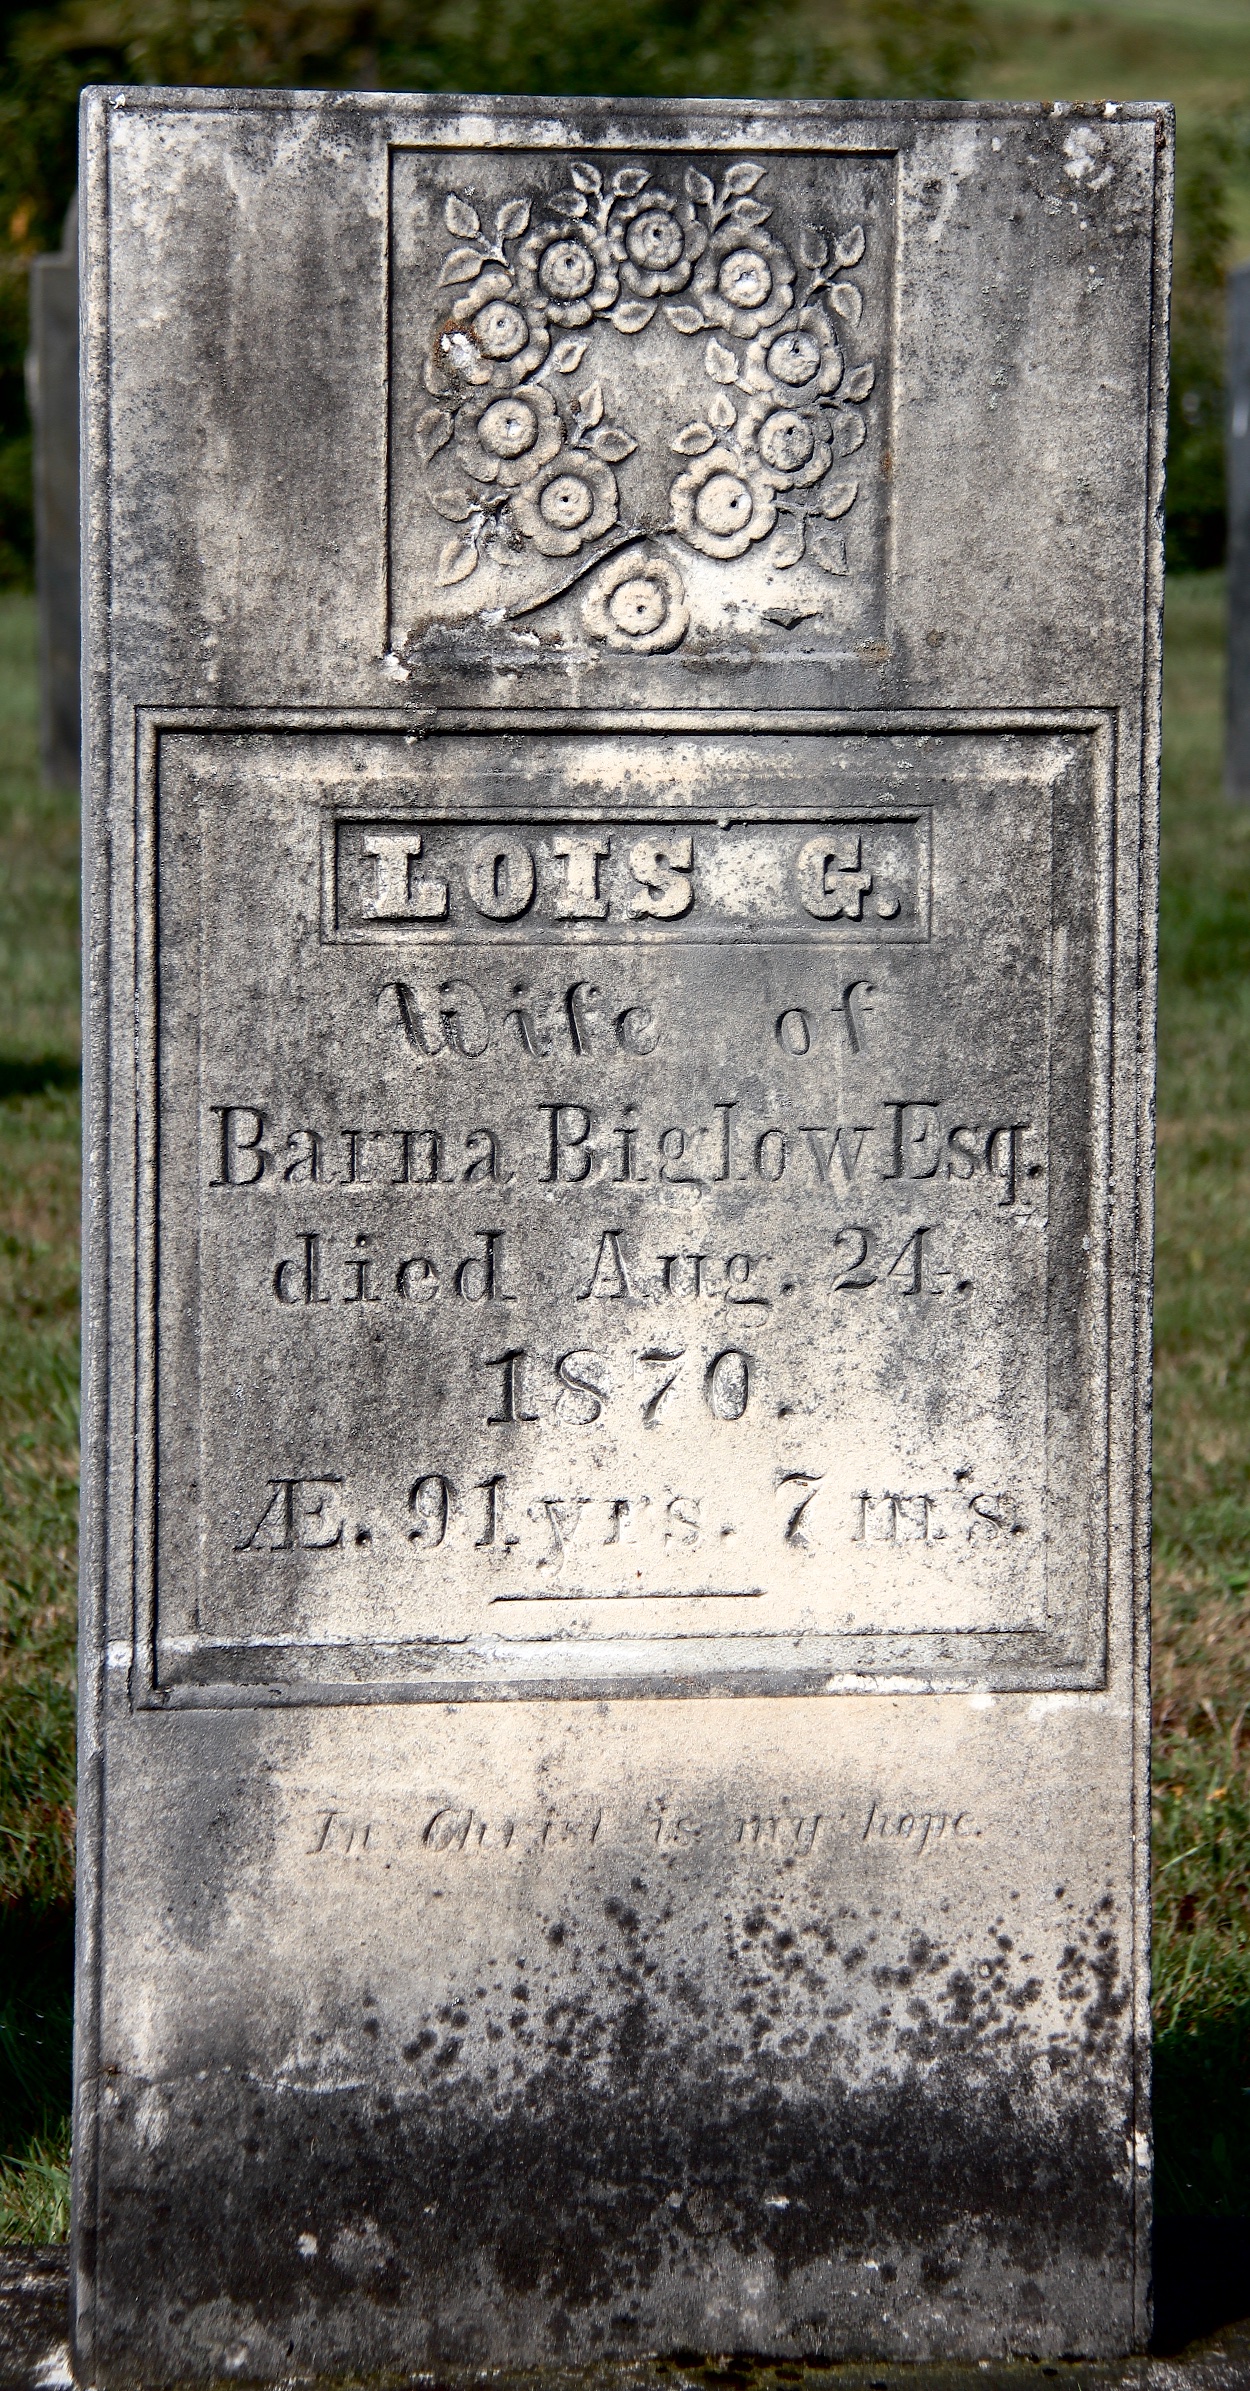 LOIS G.
Wife of
Barna Biglow Esq.
died Aug. 24.
1870.
Æ. 91 yrs. 7 m's.
In Christ is my hope.